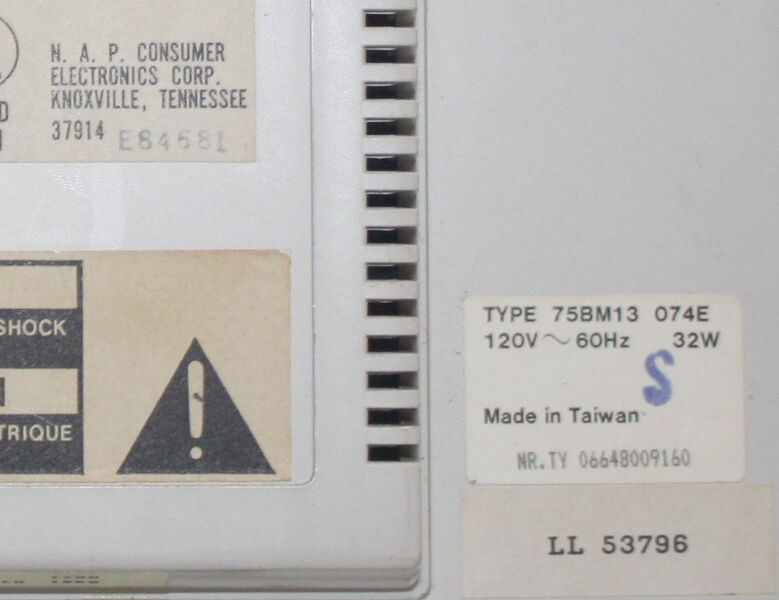 N. A. P. CONSUMER
ELECTRONICS CORP.
KNOXVILLE, TENNESSEE
37914 E84681
SHOCK
TRIQUE
TYPE 75BM13 074E
120V ~ 60Hz 32W
S
Made in Taiwan
NR.TY 06648009160
LL 53796